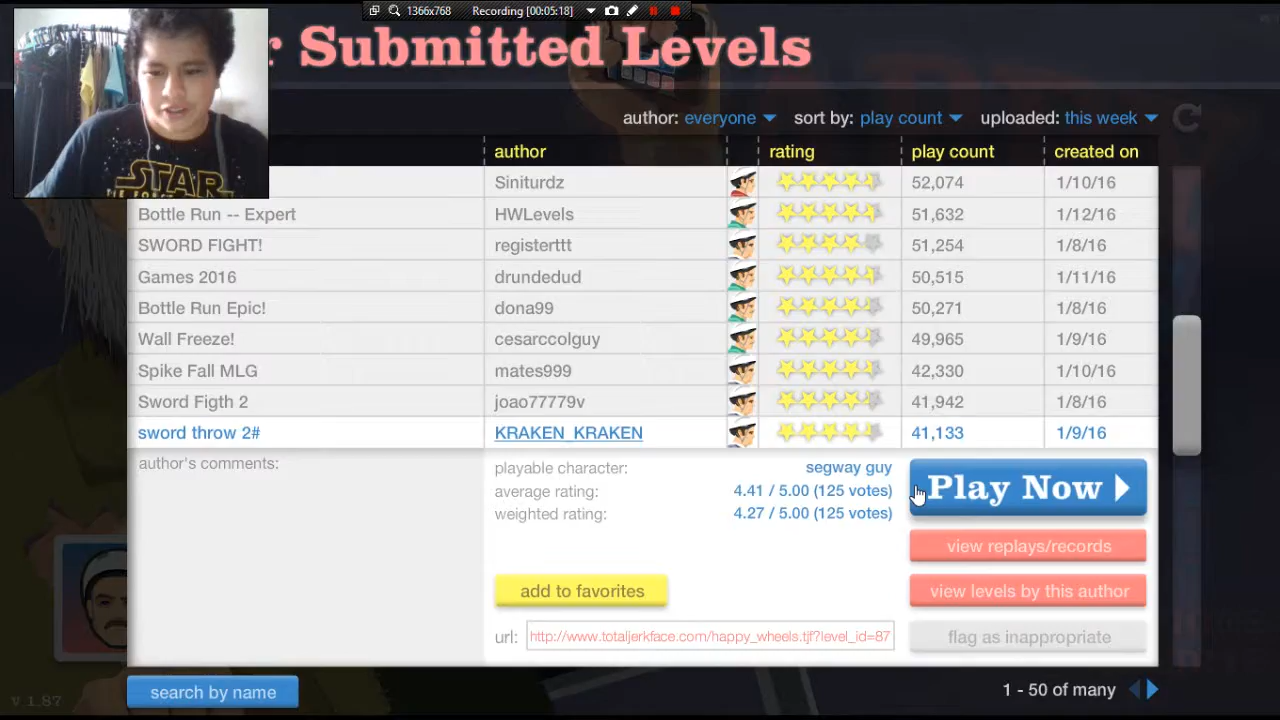 1366x768 Recording [00:05:18]
r Submitted Levels
author: everyone sort by: play count uploaded: this week
author rating play count created on
Siniturdz 52,074 1/10/16
Bottle Run -- Expert HWLevels 51,632 1/12/16
SWORD FIGHT! registerttt 51,254 1/8/16
Games 2016 drundedud 50,515 1/11/16
Bottle Run Epic! dona99 50,271 1/8/16
Wall Freeze! cesarccolguy 49,965 1/9/16
Spike Fall MLG mates999 42,330 1/10/16
Sword Figth 2 joao77779v 41,942 1/8/16
sword throw 2# KRAKEN_KRAKEN 41,133 1/9/16
author's comments: playable character: segway guy Play Now
average rating: 4.41 / 5.00 (125 votes)
weighted rating: 4.27 / 5.00 (125 votes)
view replays/records
add to favorites view levels by this author
url: http://www.totaljerkface.com/happy_wheels.tjf?level_id=87 flag as inappropriate
search by name 1 - 50 of many
v 1.87
STAR